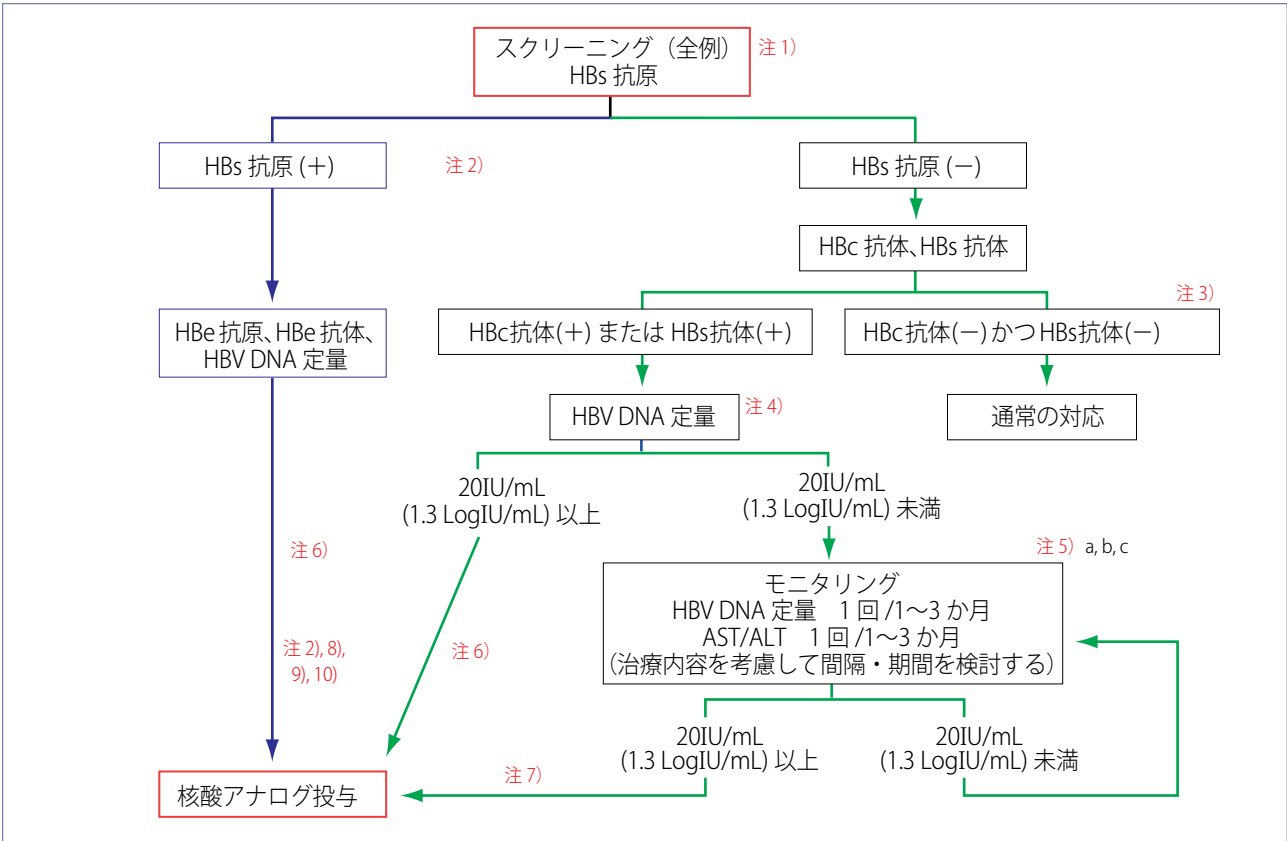 スクリーニング（全例）
HBs 抗原
注 1）
HBs 抗原 (＋)
注 2）
HBs 抗原 (－)
HBc 抗体、HBs 抗体
注 3）
HBe 抗原、HBe 抗体、
HBV DNA 定量
HBc抗体(＋) または HBs抗体(＋)
HBc抗体(－) かつ HBs抗体(－)
HBV DNA 定量
注 4）
通常の対応
20IU/mL
(1.3 LogIU/mL) 以上
20IU/mL
(1.3 LogIU/mL) 未満
注 6）
注 5） a, b, c
モニタリング
HBV DNA 定量　1 回 /1～3 か月
AST/ALT　1 回 /1～3 か月
（治療内容を考慮して間隔・期間を検討する）
注 2), 8),
9), 10)
注 6）
20IU/mL
(1.3 LogIU/mL) 以上
20IU/mL
(1.3 LogIU/mL) 未満
注 7）
核酸アナログ投与